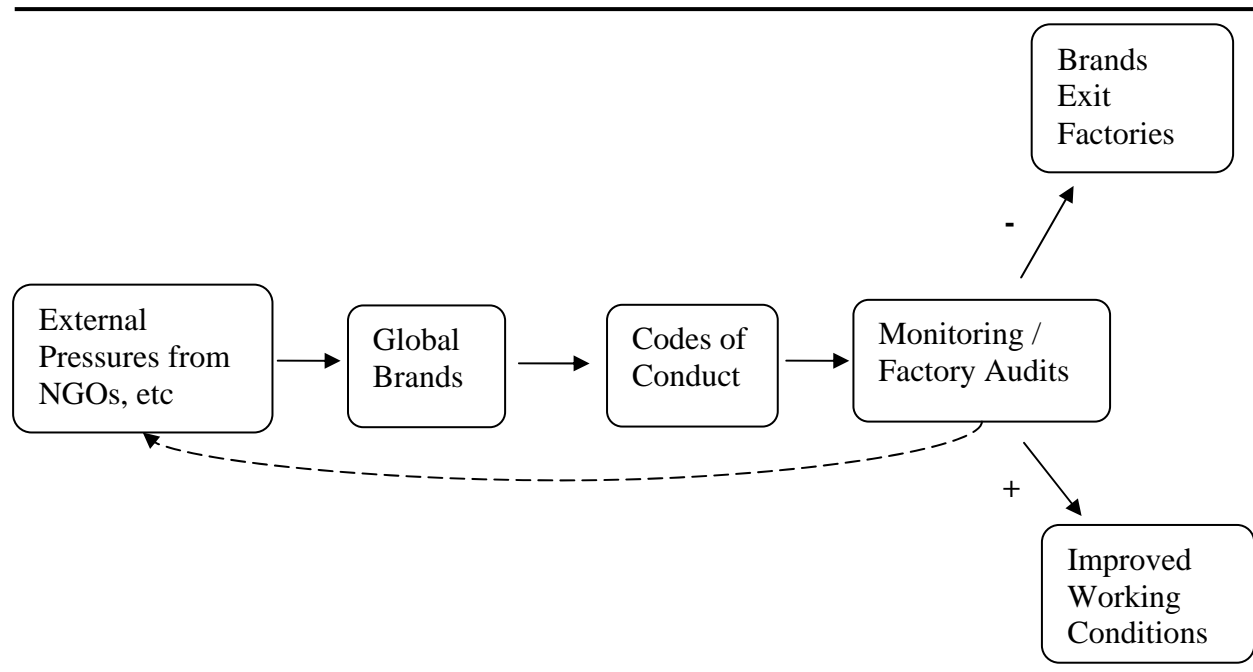 Brands
Exit
Factories
-
External
Pressures from
NGOs, etc
Global
Brands
Codes of
Conduct
Monitoring /
Factory Audits
+
Improved
Working
Conditions